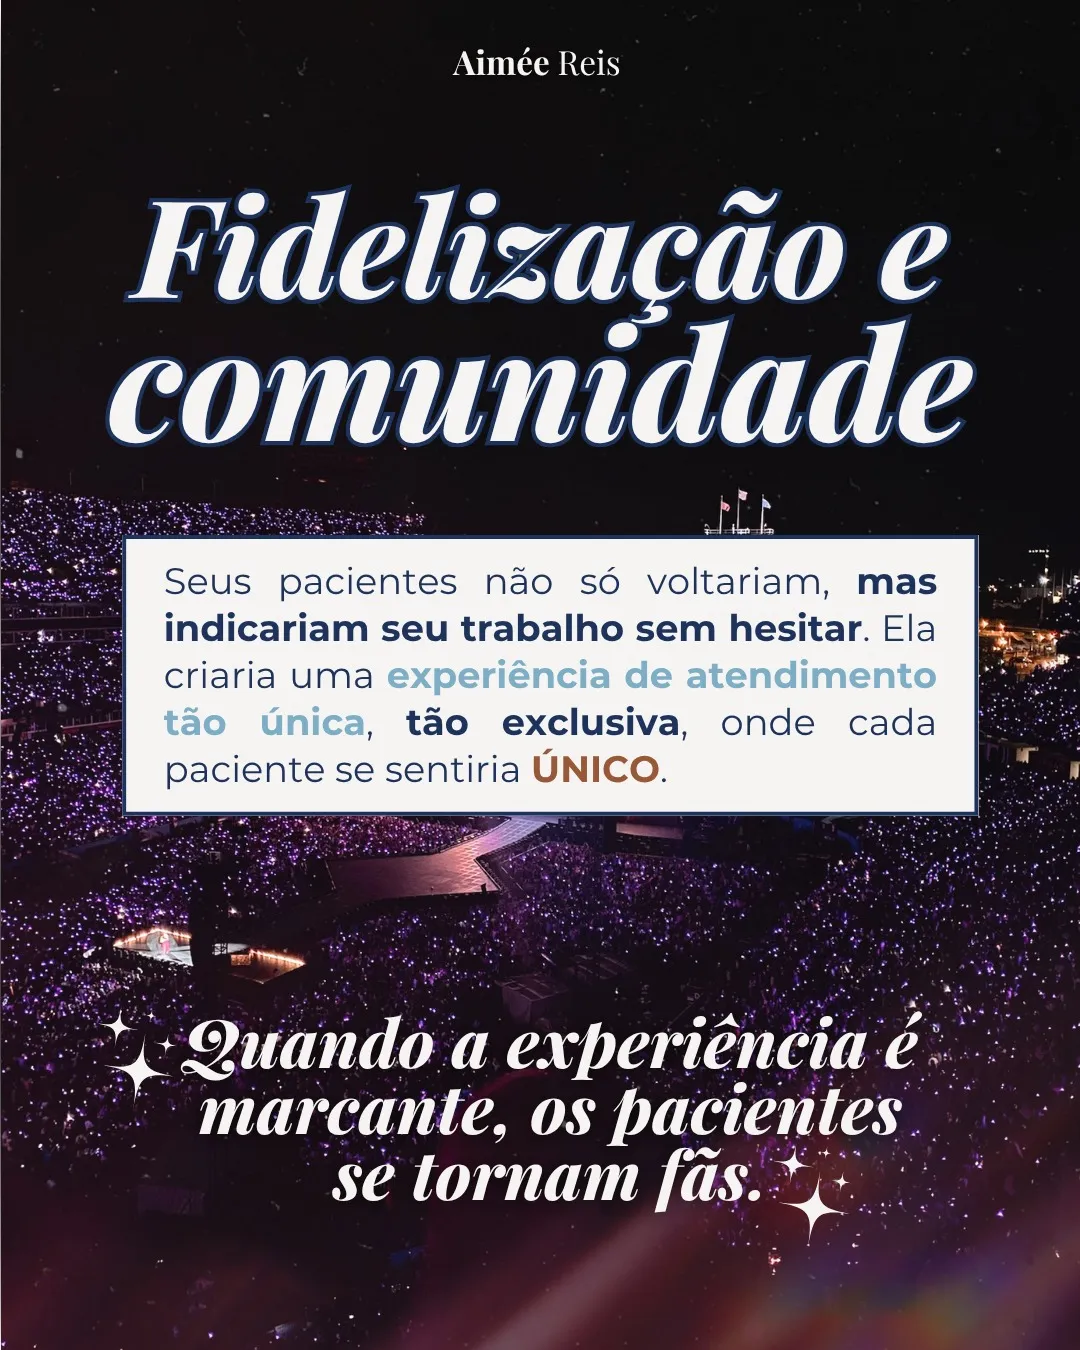 Aimée Reis
Fidelização e
comunidade
Seus pacientes não só voltariam, mas
indicariam seu trabalho sem hesitar. Ela
criaria uma experiência de atendimento
tão única, tão exclusiva, onde cada
paciente se sentiria ÚNICO.
Quando a experiência é
marcante, os pacientes
se tornam fãs.